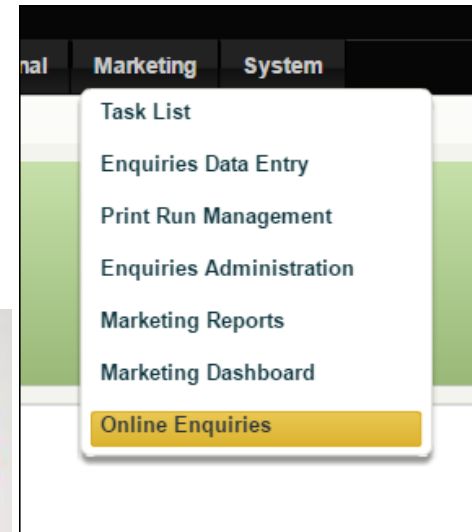 nal Marketing System
Task List
Enquiries Data Entry
Print Run Management
Enquiries Administration
Marketing Reports
Marketing Dashboard
Online Enquiries